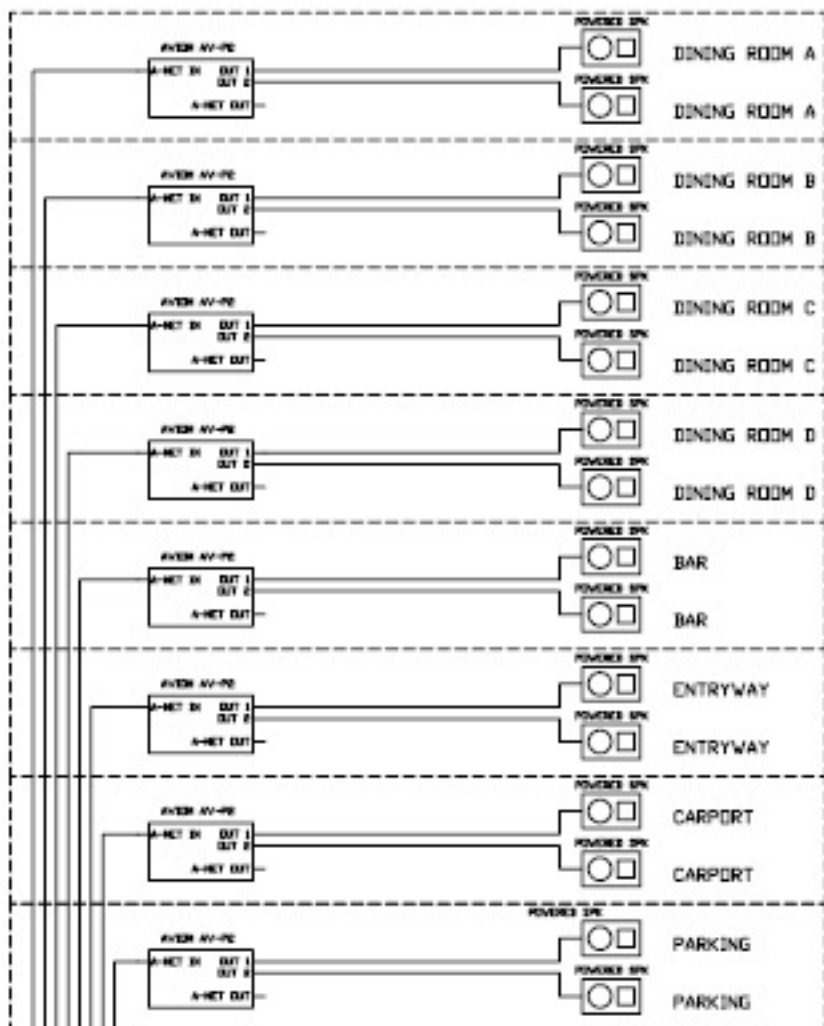 POWERED SPK
AVIOM AV-P2
A-NET IN OUT 1
OUT 2
A-NET OUT
DINING ROOM A
POWERED SPK
DINING ROOM A
POWERED SPK
AVIOM AV-P2
A-NET IN OUT 1
OUT 2
A-NET OUT
DINING ROOM B
POWERED SPK
DINING ROOM B
POWERED SPK
AVIOM AV-P2
A-NET IN OUT 1
OUT 2
A-NET OUT
DINING ROOM C
POWERED SPK
DINING ROOM C
POWERED SPK
AVIOM AV-P2
A-NET IN OUT 1
OUT 2
A-NET OUT
DINING ROOM D
POWERED SPK
DINING ROOM D
POWERED SPK
AVIOM AV-P2
A-NET IN OUT 1
OUT 2
A-NET OUT
BAR
POWERED SPK
BAR
POWERED SPK
AVIOM AV-P2
A-NET IN OUT 1
OUT 2
A-NET OUT
ENTRYWAY
POWERED SPK
ENTRYWAY
POWERED SPK
AVIOM AV-P2
A-NET IN OUT 1
OUT 2
A-NET OUT
CARPORT
POWERED SPK
CARPORT
POWERED SPK
AVIOM AV-P2
A-NET IN OUT 1
OUT 2
A-NET OUT
PARKING
POWERED SPK
PARKING